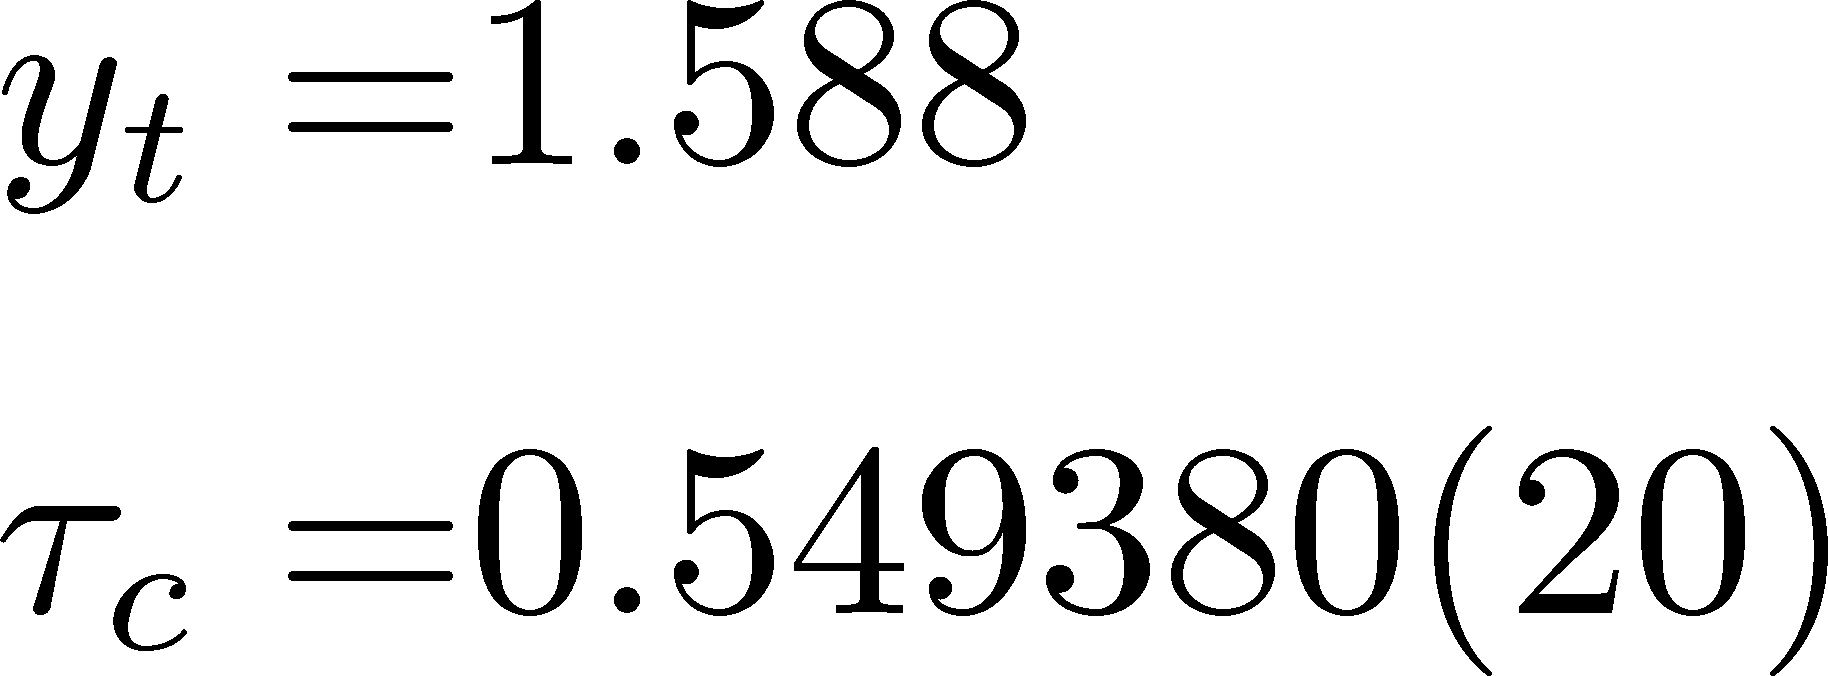 y_t = 1.588
τ_c = 0.549380(20)